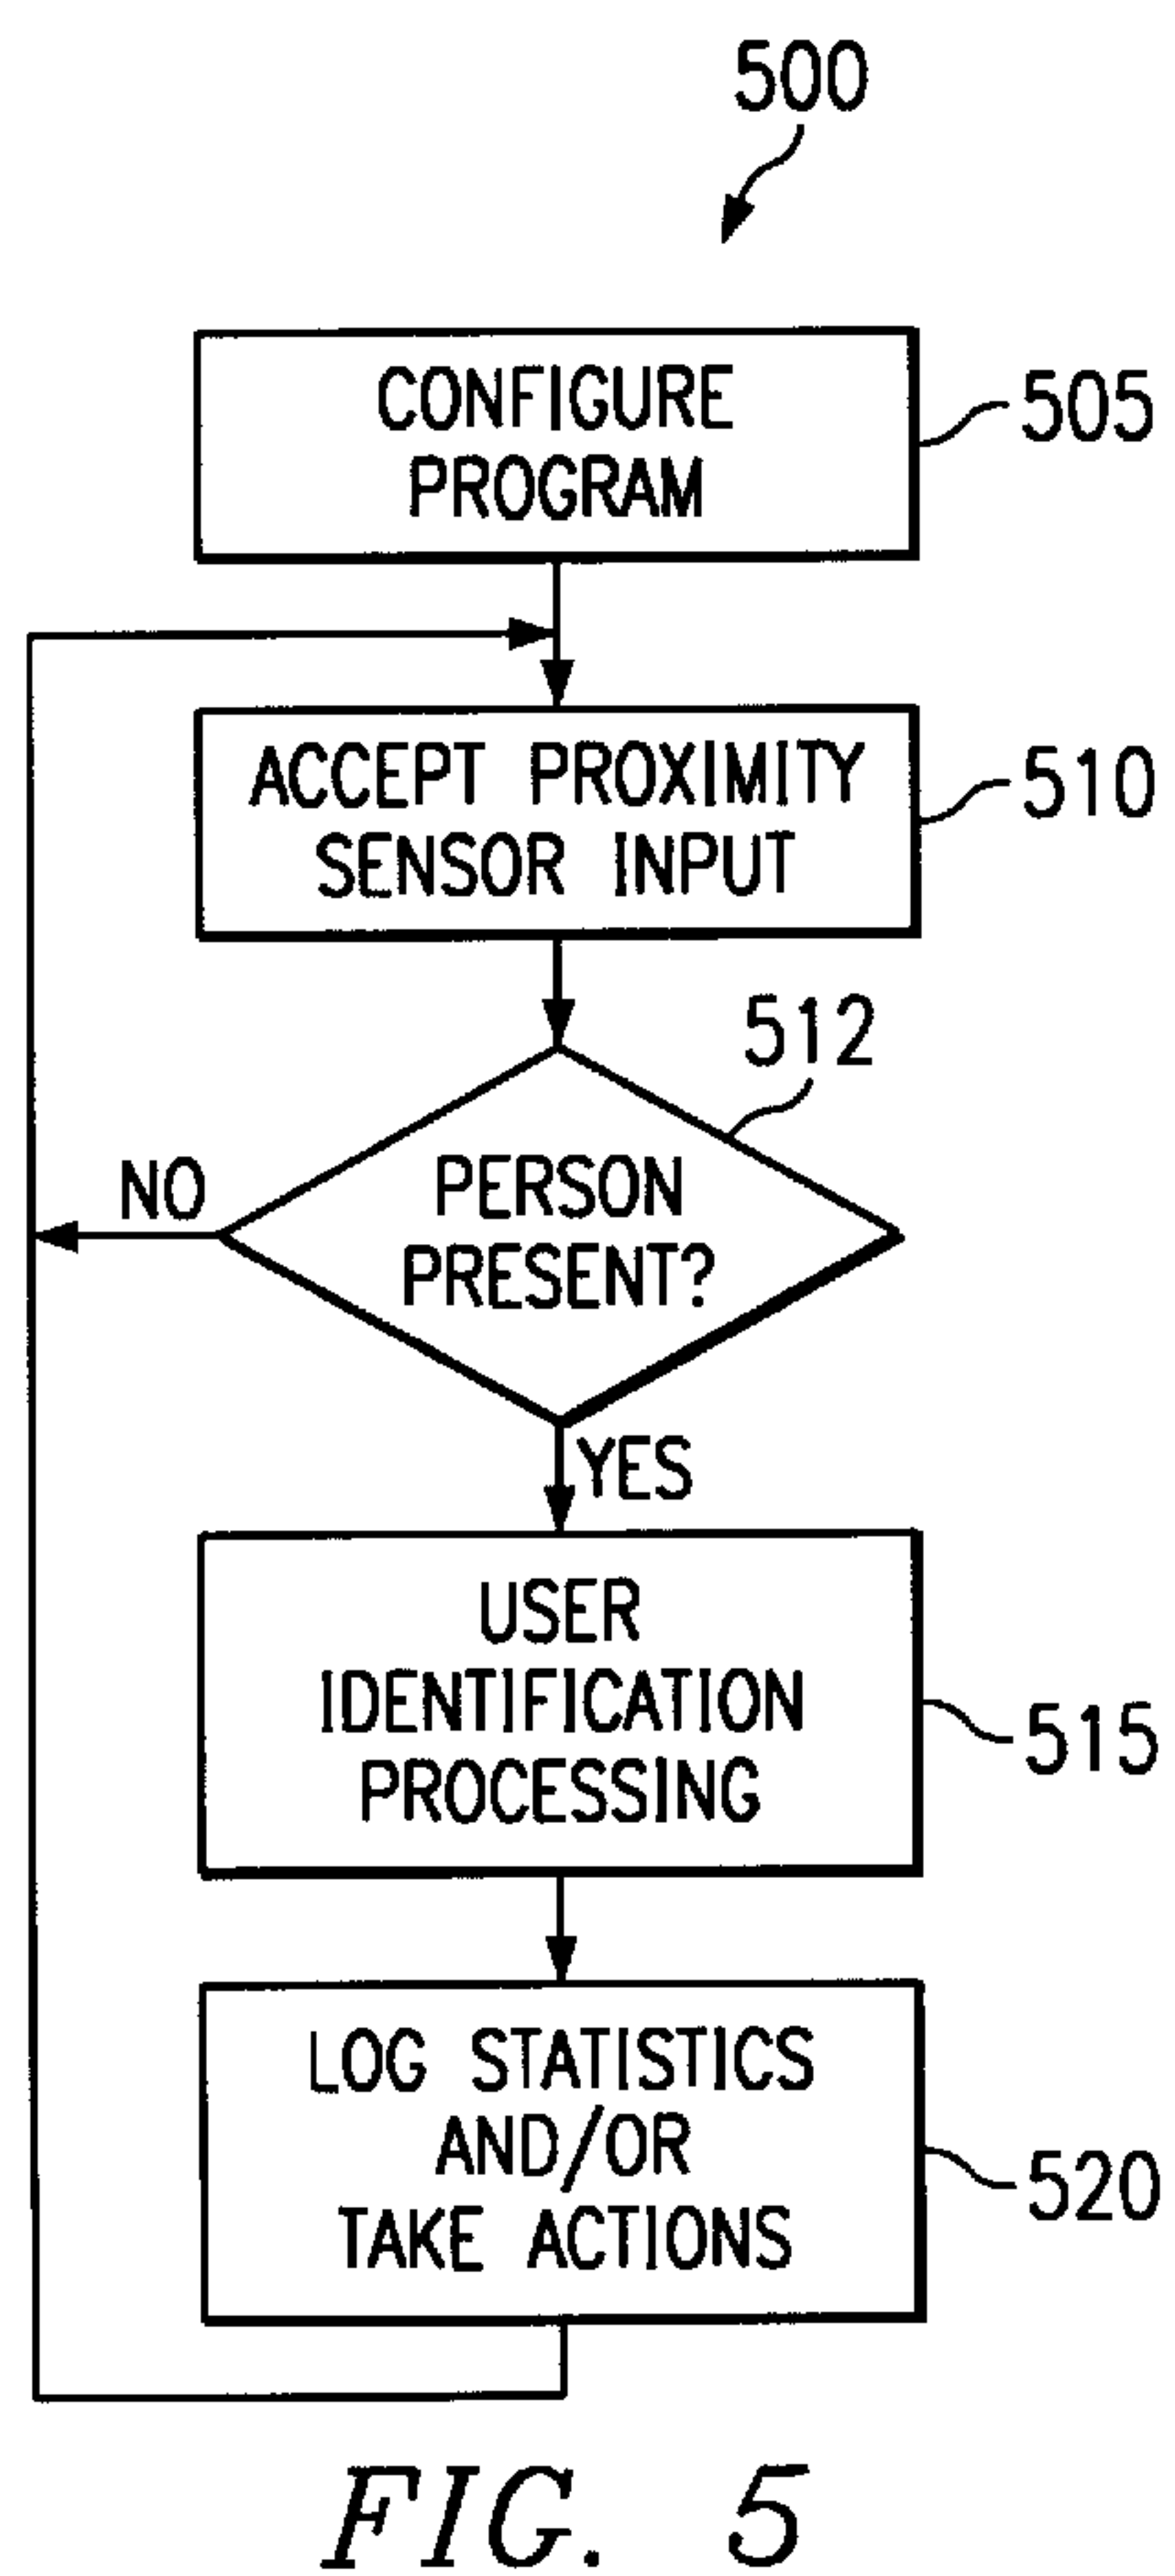 500
CONFIGURE
PROGRAM
505
ACCEPT PROXIMITY
SENSOR INPUT
510
512
PERSON
PRESENT?
NO
YES
USER
IDENTIFICATION
PROCESSING
515
LOG STATISTICS
AND/OR
TAKE ACTIONS
520
FIG. 5